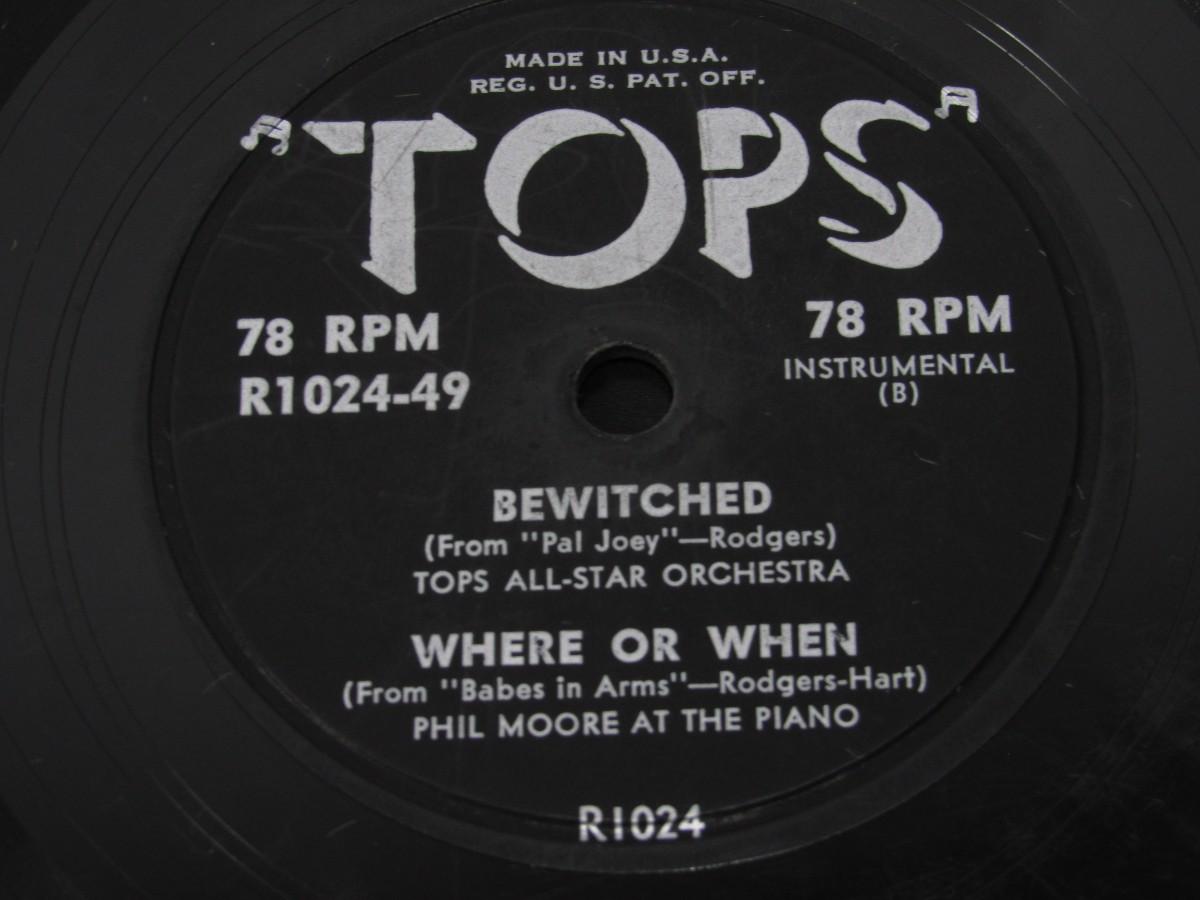 MADE IN U.S.A.
REG. U. S. PAT. OFF.
"TOPS"
78 RPM
R1024-49
78 RPM
INSTRUMENTAL
(B)
BEWITCHED
(From "Pal Joey"—Rodgers)
TOPS ALL-STAR ORCHESTRA
WHERE OR WHEN
(From "Babes in Arms"—Rodgers-Hart)
PHIL MOORE AT THE PIANO
R1024